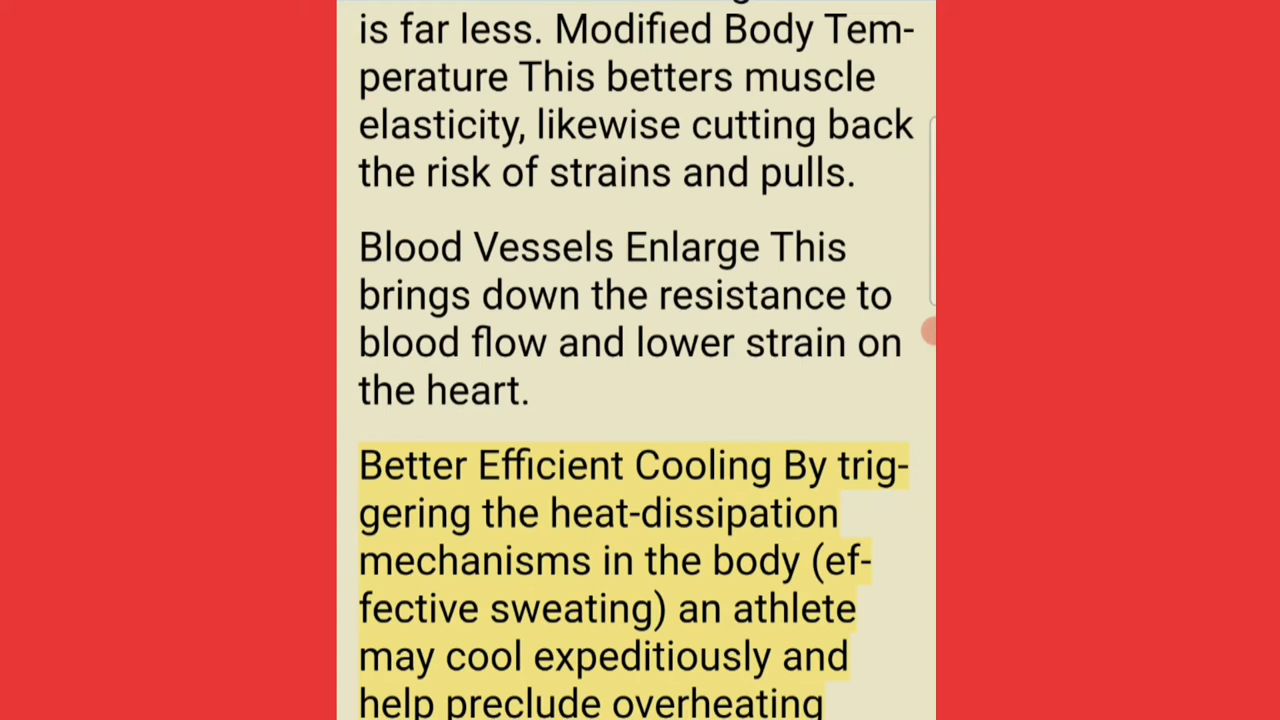 is far less. Modified Body Tem-
perature This betters muscle
elasticity, likewise cutting back
the risk of strains and pulls.
Blood Vessels Enlarge This
brings down the resistance to
blood flow and lower strain on
the heart.
Better Efficient Cooling By trig-
gering the heat-dissipation
mechanisms in the body (ef-
fective sweating) an athlete
may cool expeditiously and
help preclude overheating